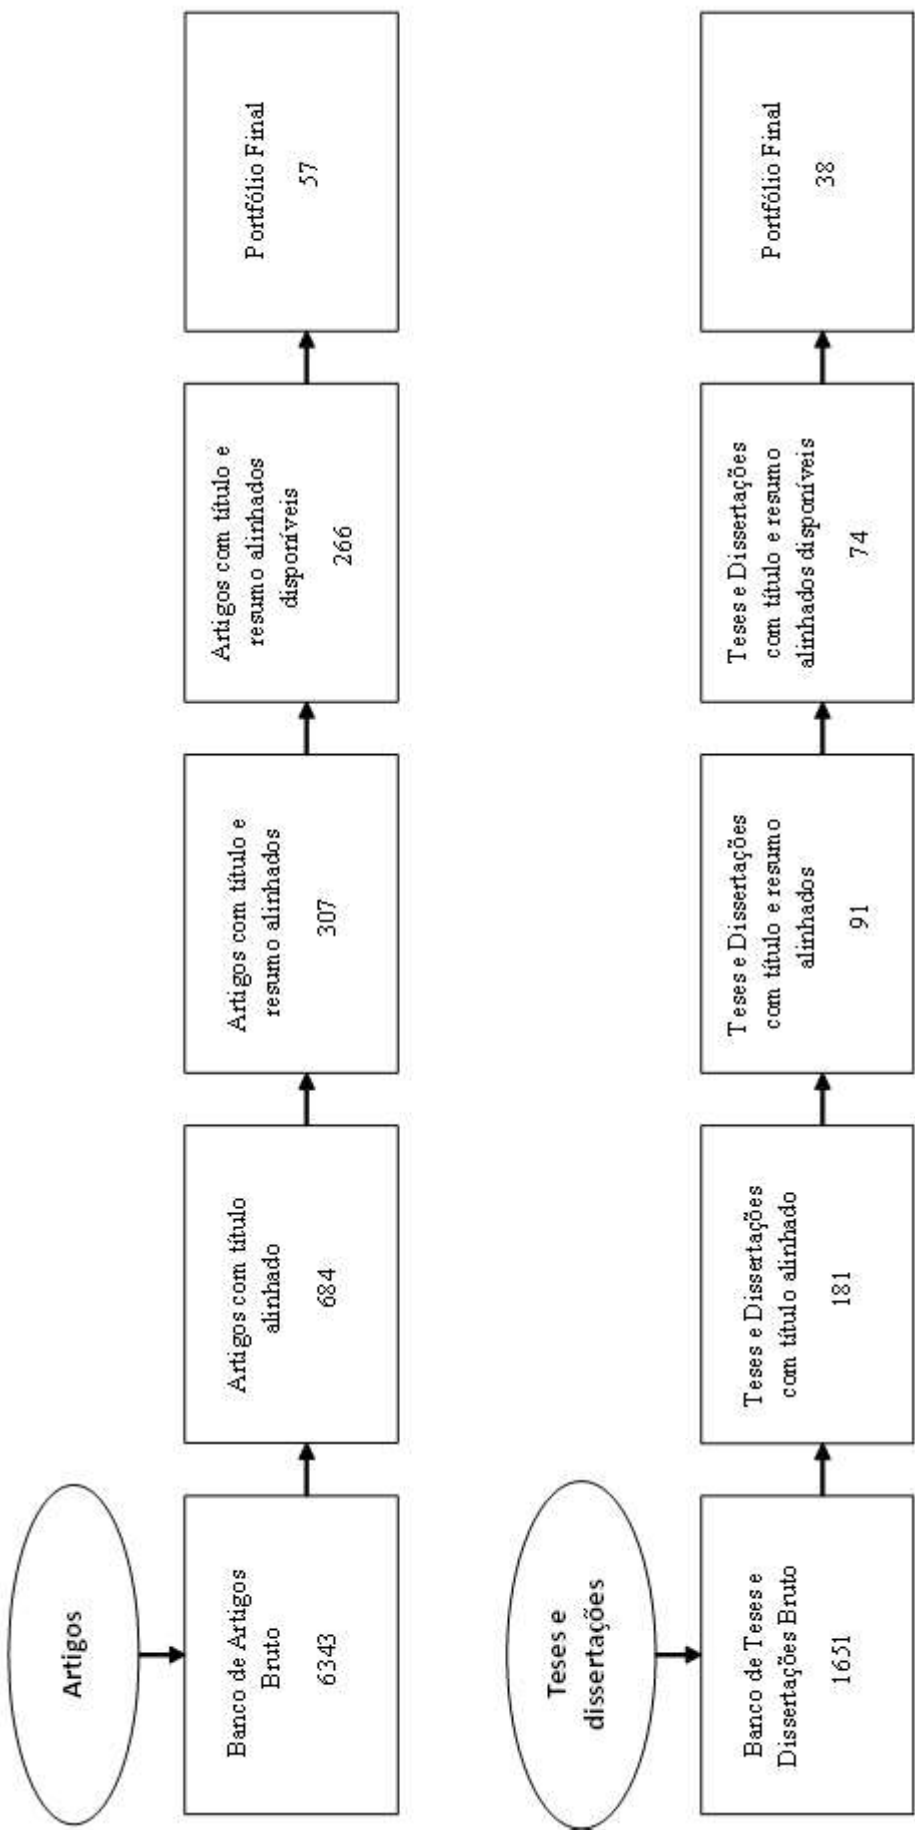 Artigos
Banco de Artigos
Bruto
6343
Artigos com título
alinhado
684
Artigos com título e
resumo alinhados
307
Artigos com título e
resumo alinhados
disponíveis
266
Portfólio Final
57
Teses e
dissertações
Banco de Teses e
Dissertações Bruto
1651
Teses e Dissertações
com título alinhado
181
Teses e Dissertações
com título e resumo
alinhados
91
Teses e Dissertações
com título e resumo
alinhados disponíveis
74
Portfólio Final
38